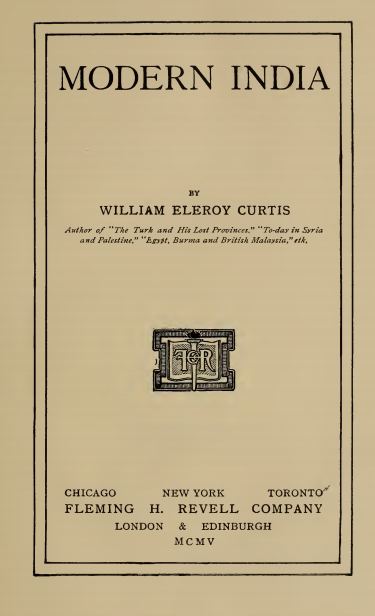 MODERN INDIA
BY
WILLIAM ELEROY CURTIS
Author of "The Turk and His Lost Provinces," "To-day in Syria
and Palestine," "Egypt, Burma and British Malaysia," etc.
F H R
CHICAGO NEW YORK TORONTO
FLEMING H. REVELL COMPANY
LONDON & EDINBURGH
MCMV